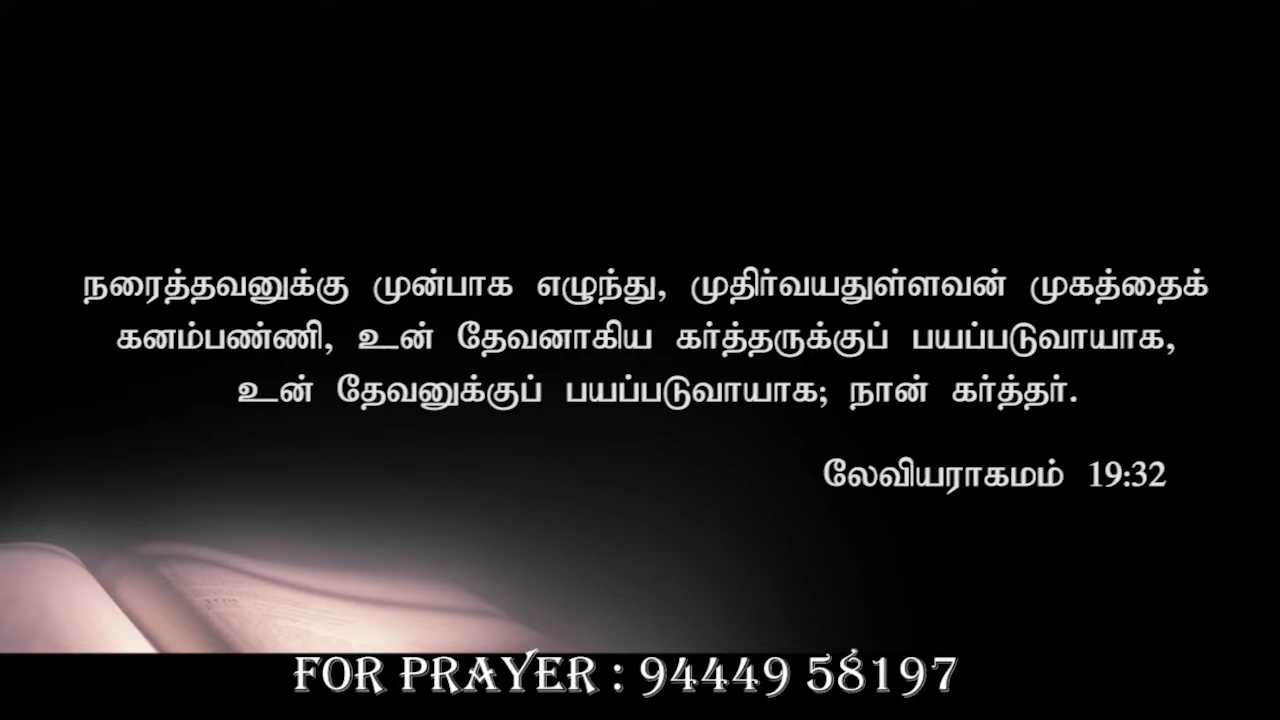 நரைத்தவனுக்கு முன்பாக எழுந்து, முதிர்வயதுள்ளவன் முகத்தைக்
கனம்பண்ணி, உன் தேவனாகிய கர்த்தருக்குப் பயப்படுவாயாக,
உன் தேவனுக்குப் பயப்படுவாயாக; நான் கர்த்தர்.
லேவியராகமம் 19:32
FOR PRAYER : 94449 58197